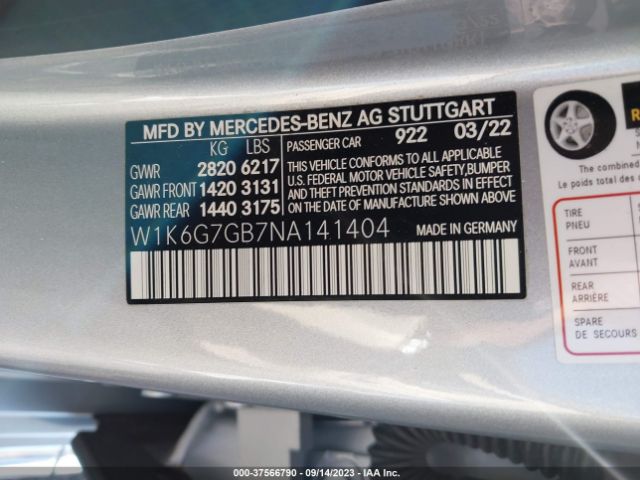 MFD BY MERCEDES-BENZ AG STUTTGART
KG LBS PASSENGER CAR 922 03/22
GVWR 2820 6217
GAWR FRONT 1420 3131
GAWR REAR 1440 3175
THIS VEHICLE CONFORMS TO ALL APPLICABLE
U.S. FEDERAL MOTOR VEHICLE SAFETY,BUMPER
AND THEFT PREVENTION STANDARDS IN EFFECT
ON THE DATE OF MANUFACTURE SHOWN ABOVE
W1K6G7GB7NA141404 MADE IN GERMANY
The combined
Le poids total des
TIRE
PNEU
FRONT
AVANT
REAR
ARRIÈRE
SPARE
DE SECOURS
000-37566790 - 09/14/2023 - IAA Inc.